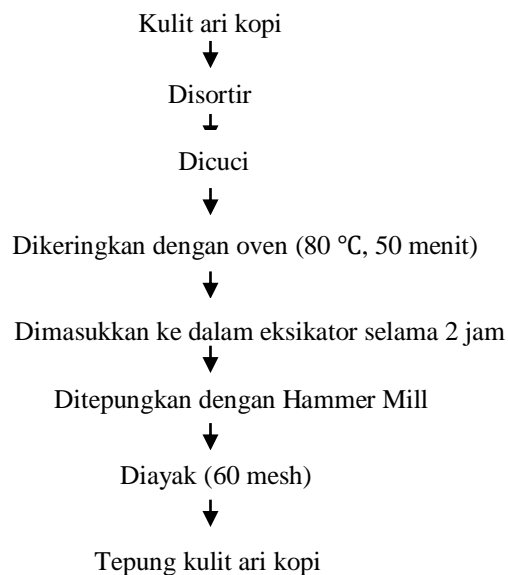 Kulit ari kopi
Disortir
Dicuci
Dikeringkan dengan oven (80 ℃, 50 menit)
Dimasukkan ke dalam eksikator selama 2 jam
Ditepungkan dengan Hammer Mill
Diayak (60 mesh)
Tepung kulit ari kopi